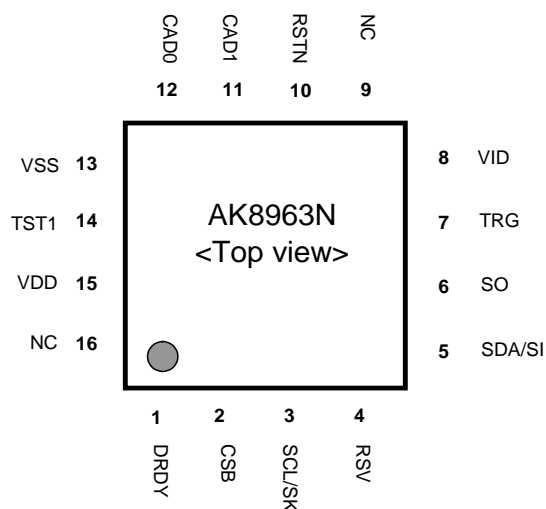 CAD0 CAD1 RSTN NC
12 11 10 9
VSS 13
TST1 14
VDD 15
NC 16
AK8963N
<Top view>
8 VID
7 TRG
6 SO
5 SDA/SI
1 2 3 4
DRDY CSB SCL/SK RSV